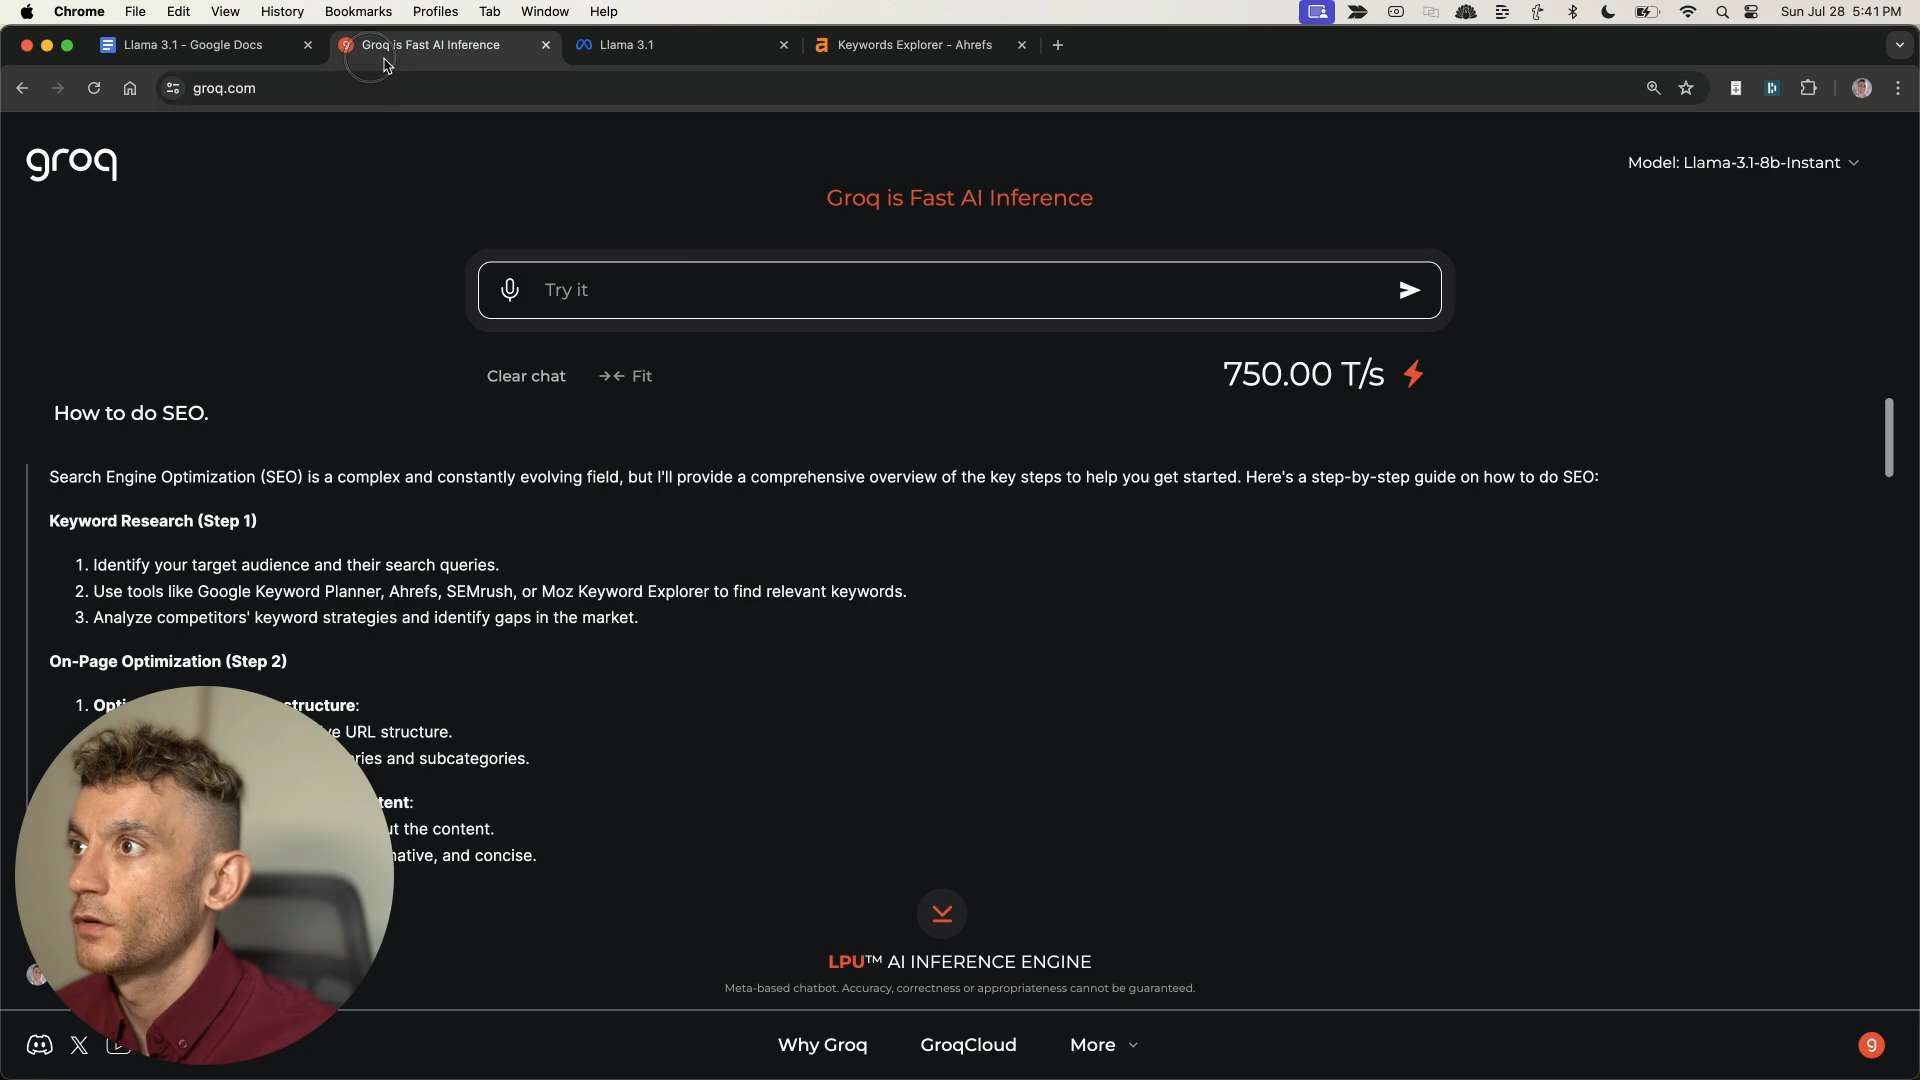 Chrome File Edit View History Bookmarks Profiles Tab Window Help Sun Jul 28 5:41 PM
Llama 3.1 - Google Docs Groq is Fast AI Inference Llama 3.1 Keywords Explorer - Ahrefs
groq.com
groq
Model: Llama-3.1-8b-Instant
Groq is Fast AI Inference
Try it
Clear chat Fit 750.00 T/s
How to do SEO.
Search Engine Optimization (SEO) is a complex and constantly evolving field, but I'll provide a comprehensive overview of the key steps to help you get started. Here's a step-by-step guide on how to do SEO:
Keyword Research (Step 1)
1. Identify your target audience and their search queries.
2. Use tools like Google Keyword Planner, Ahrefs, SEMrush, or Moz Keyword Explorer to find relevant keywords.
3. Analyze competitors' keyword strategies and identify gaps in the market.
On-Page Optimization (Step 2)
1. structure:
URL structure.
and subcategories.
the content.
and concise.
LPU™ AI INFERENCE ENGINE
Meta-based chatbot. Accuracy, correctness or appropriateness cannot be guaranteed.
Why Groq GroqCloud More